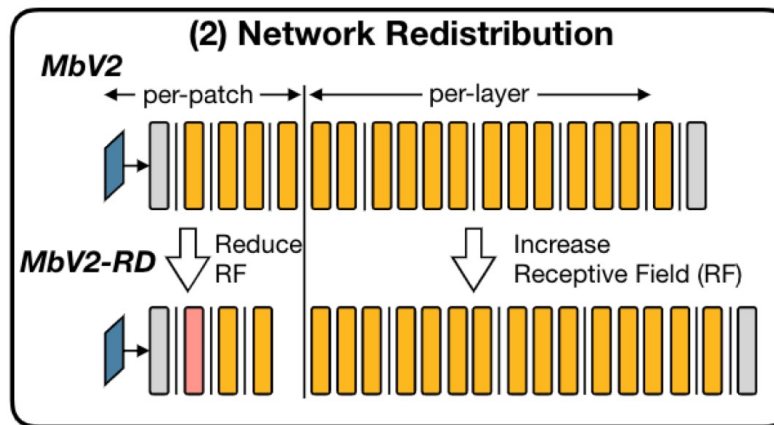 (2) Network Redistribution
MbV2
per-patch
per-layer
MbV2-RD
Reduce
RF
Increase
Receptive Field (RF)